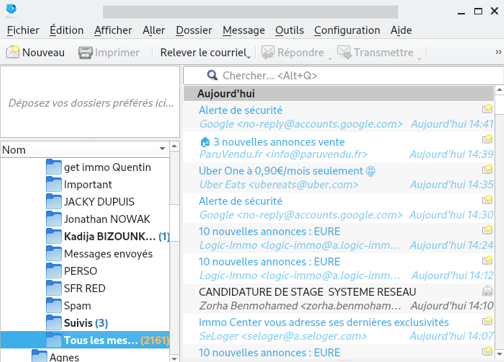 Fichier Édition Afficher Aller Dossier Message Outils Configuration Aide
Nouveau Imprimer Relever le courriel Répondre Transmettre »
Chercher... <Alt+Q>
Déposez vos dossiers préférés ici...
Nom
get immo Quentin
Important
JACKY DUPUIS
Jonathan NOWAK
Kadija BIZOUNK... (1)
Messages envoyés
PERSO
SFR RED
Spam
Suivis (3)
Tous les mes... (2161)
Agnes
Aujourd'hui
Alerte de sécurité
Google <no-reply@accounts.google.com> Aujourd'hui 14:41
🏠 3 nouvelles annonces vente
ParuVendu.fr <info@paruvendu.fr> Aujourd'hui 14:39
Uber One à 0,90€/mois seulement
Uber Eats <ubereats@uber.com> Aujourd'hui 14:35
Alerte de sécurité
Google <no-reply@accounts.google.com> Aujourd'hui 14:30
10 nouvelles annonces : EURE
Logic-Immo <logic-immo@a.logic-imm... Aujourd'hui 14:24
10 nouvelles annonces : EURE
Logic-Immo <logic-immo@a.logic-imm... Aujourd'hui 14:12
CANDIDATURE DE STAGE SYSTEME RESEAU
Zorha Benmohamed <zorha.benmoham... Aujourd'hui 14:10
Immo Center vous adresse ses dernières exclusivités
SeLoger <seloger@a.seloger.com> Aujourd'hui 14:07
10 nouvelles annonces : EURE